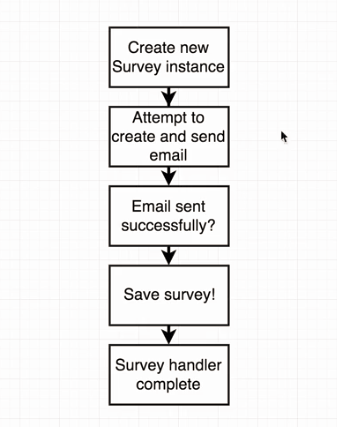 Create new
Survey instance
Attempt to
create and send
email
Email sent
successfully?
Save survey!
Survey handler
complete